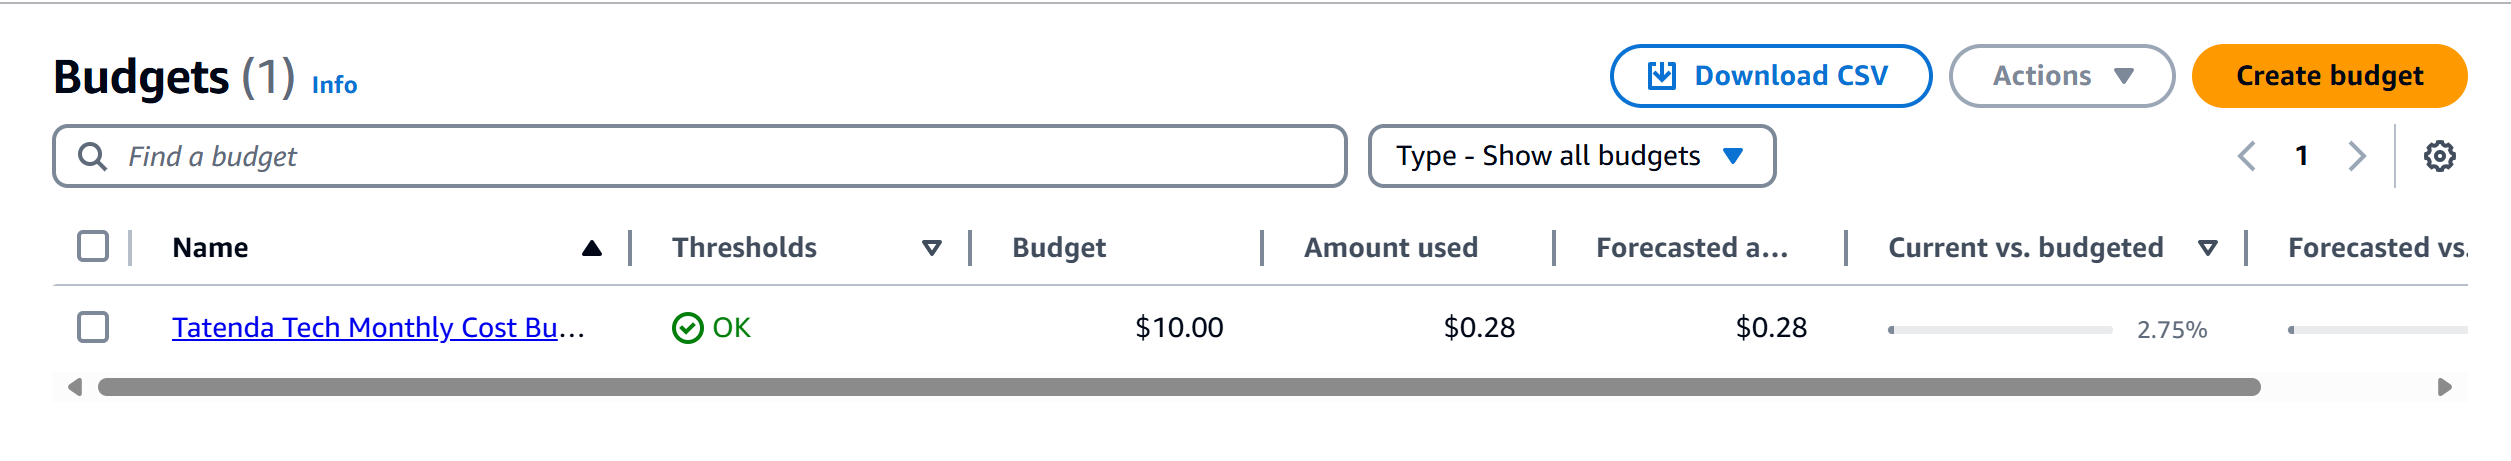 Budgets (1) Info Download CSV Actions Create budget
Find a budget Type - Show all budgets 1
Name Thresholds Budget Amount used Forecasted a... Current vs. budgeted Forecasted vs.
Tatenda Tech Monthly Cost Bu... OK $10.00 $0.28 $0.28 2.75%